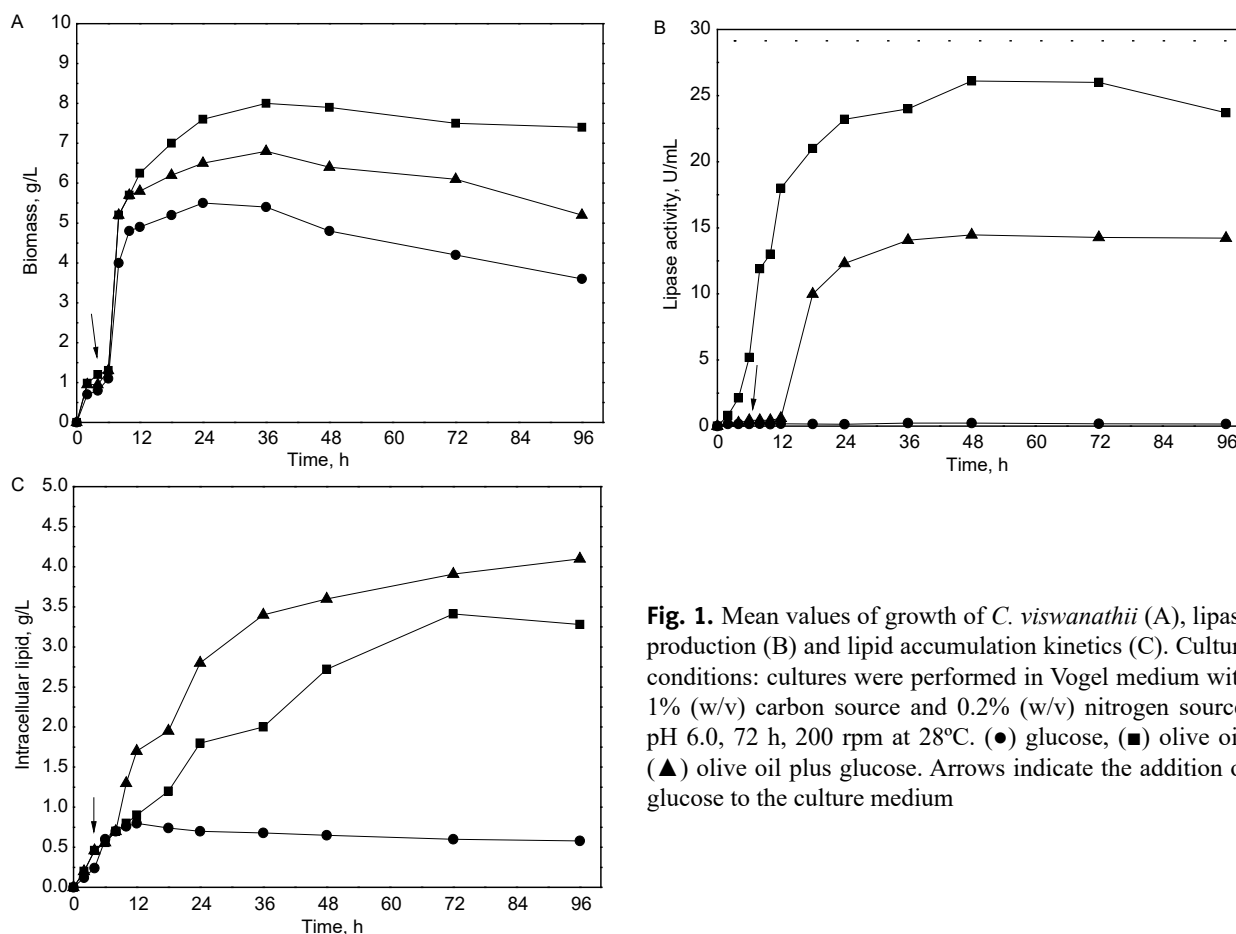 A
10
9
8
7
6
5
4
3
2
1
0
Biomass, g/L
0 12 24 36 48 60 72 84 96
Time, h
B
30
25
20
15
10
5
0
Lipase activity, U/mL
0 12 24 36 48 60 72 84 96
Time, h
C
5.0
4.5
4.0
3.5
3.0
2.5
2.0
1.5
1.0
0.5
0.0
Intracellular lipid, g/L
0 12 24 36 48 60 72 84 96
Time, h
Fig. 1. Mean values of growth of C. viswanathii (A), lipas
production (B) and lipid accumulation kinetics (C). Cultur
conditions: cultures were performed in Vogel medium wit
1% (w/v) carbon source and 0.2% (w/v) nitrogen source
pH 6.0, 72 h, 200 rpm at 28ºC. (●) glucose, (■) olive oil
(▲) olive oil plus glucose. Arrows indicate the addition o
glucose to the culture medium